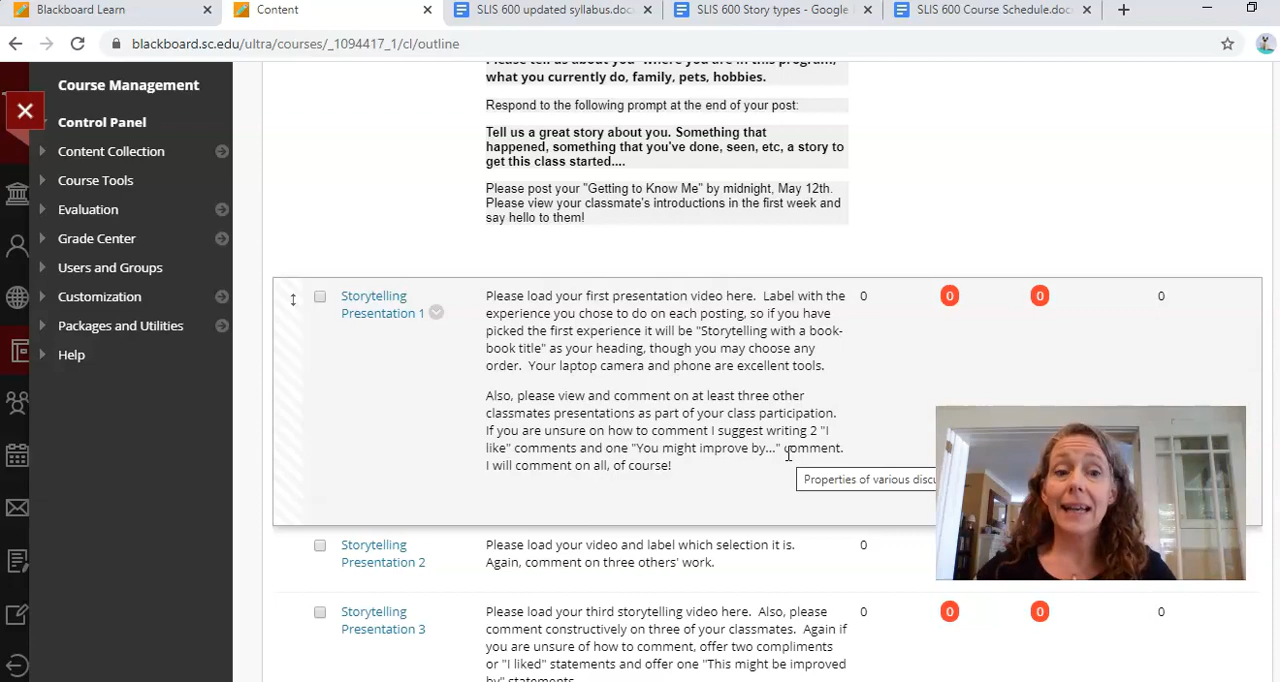 Blackboard Learn
Content
SLIS 600 updated syllabus.doc
SLIS 600 Story types - Google
SLIS 600 Course Schedule.doc
blackboard.sc.edu/ultra/courses/_1094417_1/cl/outline
Course Management
Control Panel
Content Collection
Course Tools
Evaluation
Grade Center
Users and Groups
Customization
Packages and Utilities
Help
what you currently do, family, pets, hobbies.
Respond to the following prompt at the end of your post:
Tell us a great story about you. Something that
happened, something that you've done, seen, etc, a story to
get this class started....
Please post your "Getting to Know Me" by midnight, May 12th.
Please view your classmate's introductions in the first week and
say hello to them!
Storytelling
Presentation 1
Please load your first presentation video here. Label with the
experience you chose to do on each posting, so if you have
picked the first experience it will be "Storytelling with a book-
book title" as your heading, though you may choose any
order. Your laptop camera and phone are excellent tools.
Also, please view and comment on at least three other
classmates presentations as part of your class participation.
If you are unsure on how to comment I suggest writing 2 "I
like" comments and one "You might improve by..." comment.
I will comment on all, of course!
0
0
0
0
Properties of various discu
Storytelling
Presentation 2
Please load your video and label which selection it is.
Again, comment on three others' work.
0
Storytelling
Presentation 3
Please load your third storytelling video here. Also, please
comment constructively on three of your classmates. Again if
you are unsure of how to comment, offer two compliments
or "I liked" statements and offer one "This might be improved
by" statements.
0
0
0
0